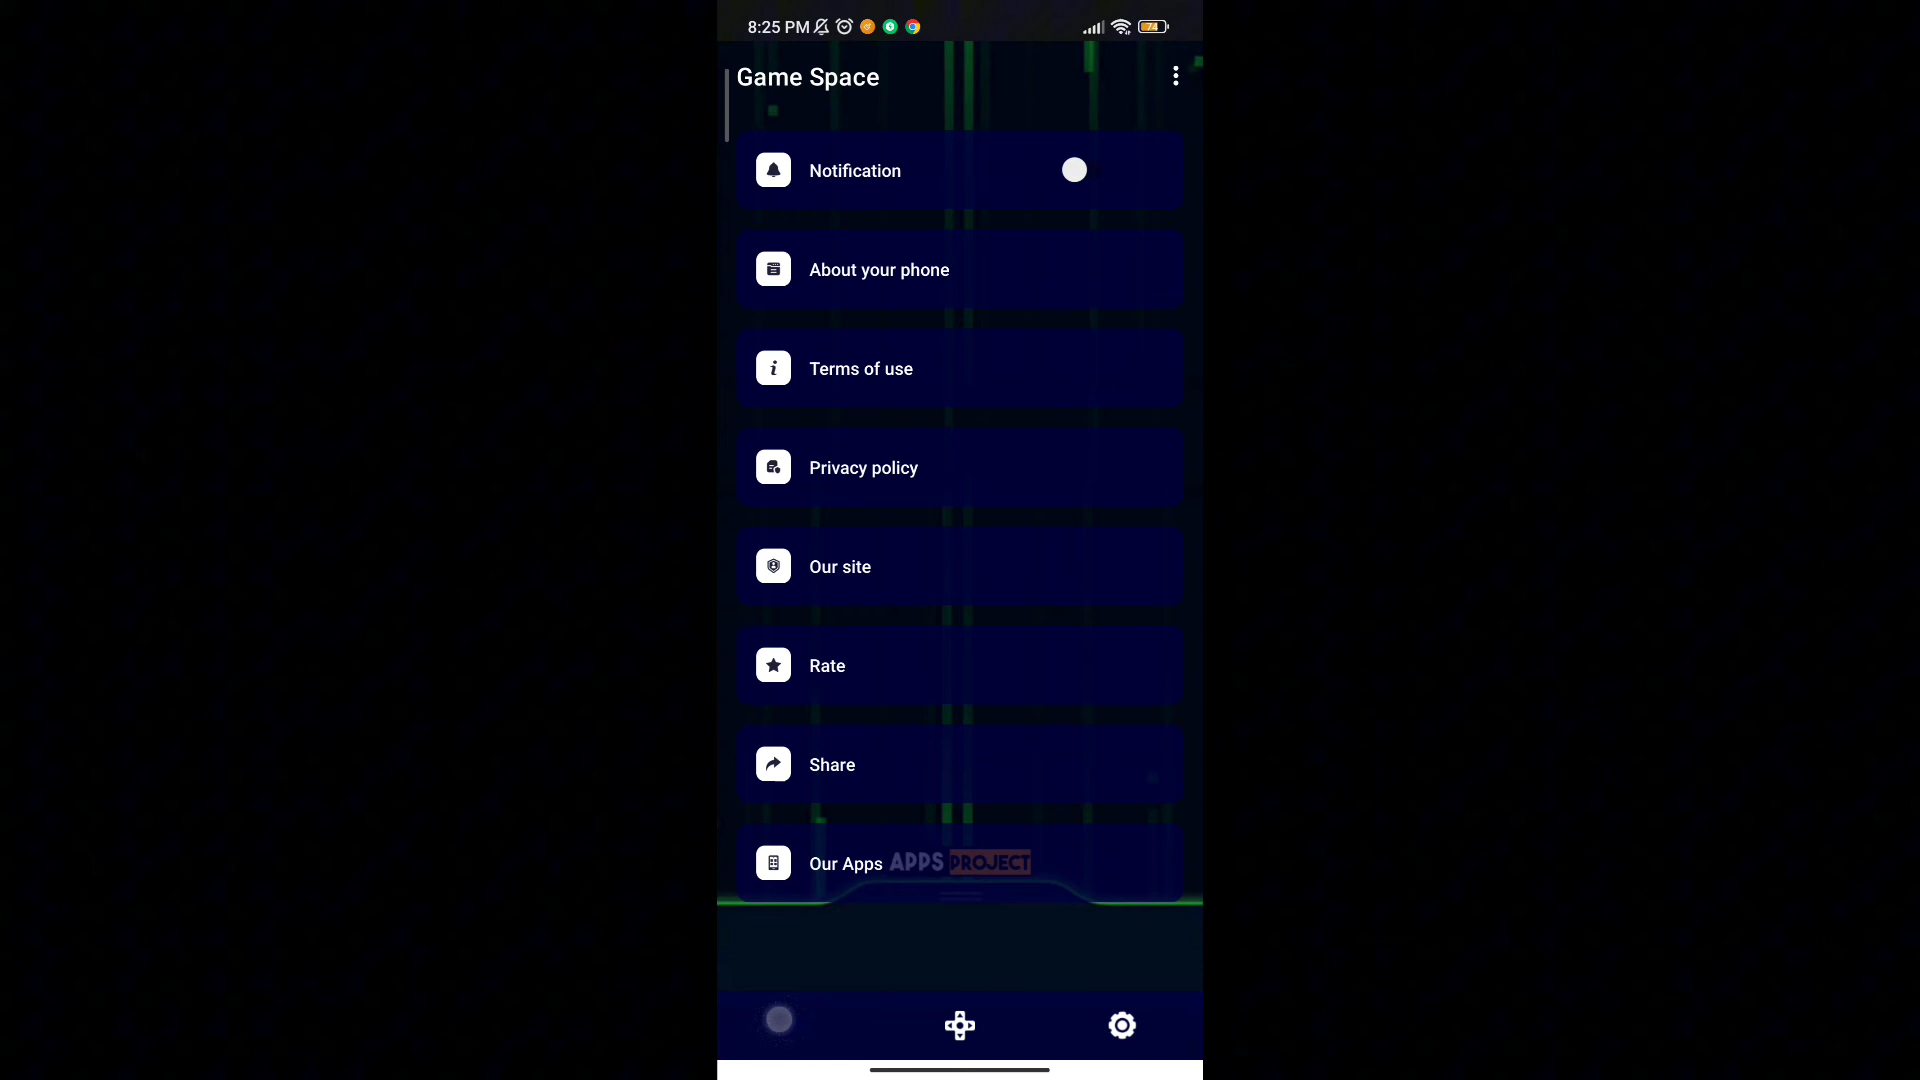 8:25 PM
74
Game Space
Notification
About your phone
Terms of use
Privacy policy
Our site
Rate
Share
Our Apps
APPS PROJECT